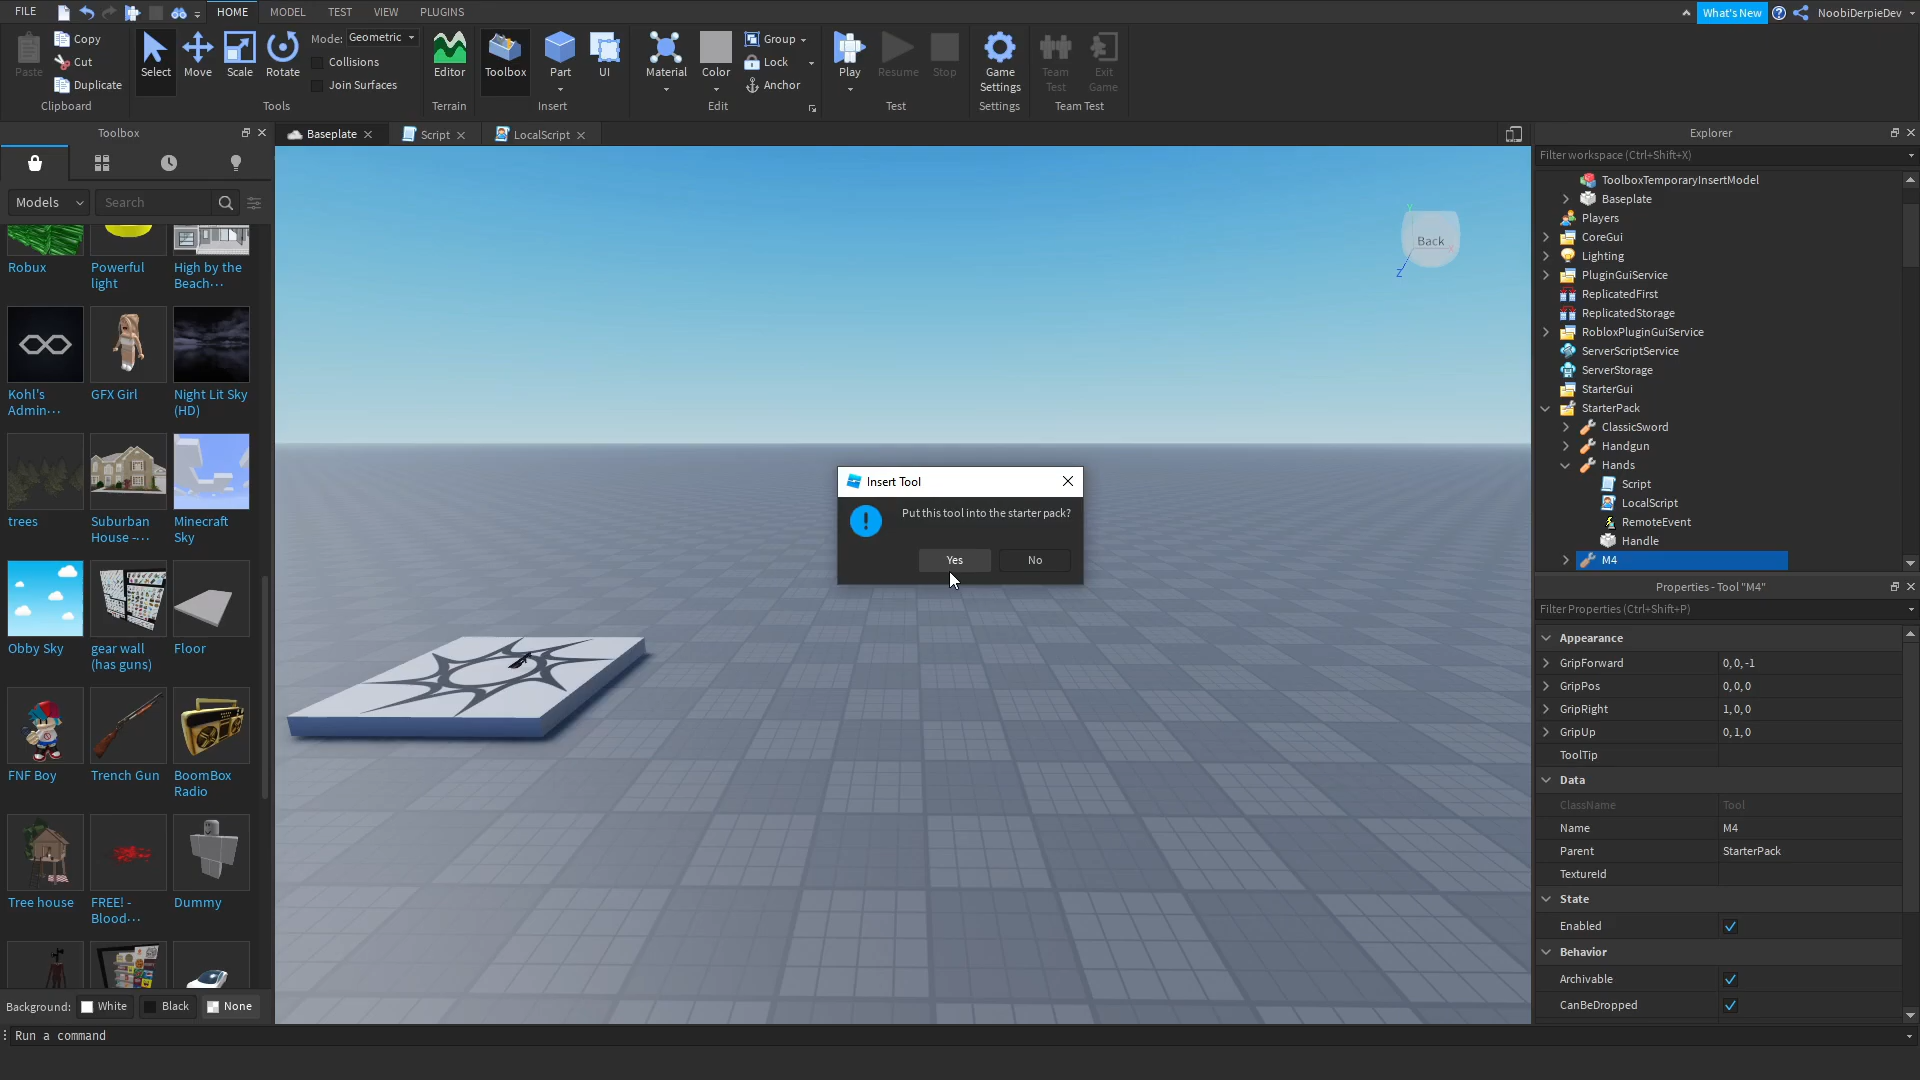 FILE
HOME
MODEL
TEST
VIEW
PLUGINS
What's New
NoobiDerpieDev
Paste
Copy
Cut
Duplicate
Clipboard
Select
Move
Scale
Rotate
Mode: Geometric
Collisions
Join Surfaces
Tools
Editor
Terrain
Toolbox
Part
UI
Insert
Material
Color
Group
Lock
Anchor
Edit
Play
Resume
Stop
Test
Game
Settings
Settings
Team
Test
Exit
Game
Team Test
Toolbox
Models
Search
Robux
Powerful
light
High by the
Beach...
Kohl's
Admin...
GFX Girl
Night Lit Sky
(HD)
trees
Suburban
House -...
Minecraft
Sky
Obby Sky
gear wall
(has guns)
Floor
FNF Boy
Trench Gun
BoomBox
Radio
Tree house
FREE! -
Blood...
Dummy
Background:
White
Black
None
Run a command
Baseplate
Script
LocalScript
Back
Y
Z
Insert Tool
Put this tool into the starter pack?
Yes
No
Explorer
Filter workspace (Ctrl+Shift+X)
ToolboxTemporaryInsertModel
Baseplate
Players
CoreGui
Lighting
PluginGuiService
ReplicatedFirst
ReplicatedStorage
RobloxPluginGuiService
ServerScriptService
ServerStorage
StarterGui
StarterPack
ClassicSword
Handgun
Hands
Script
LocalScript
RemoteEvent
Handle
M4
Properties - Tool "M4"
Filter Properties (Ctrl+Shift+P)
Appearance
GripForward 0, 0, -1
GripPos 0, 0, 0
GripRight 1, 0, 0
GripUp 0, 1, 0
ToolTip
Data
ClassName Tool
Name M4
Parent StarterPack
TextureId
State
Enabled
Behavior
Archivable
CanBeDropped